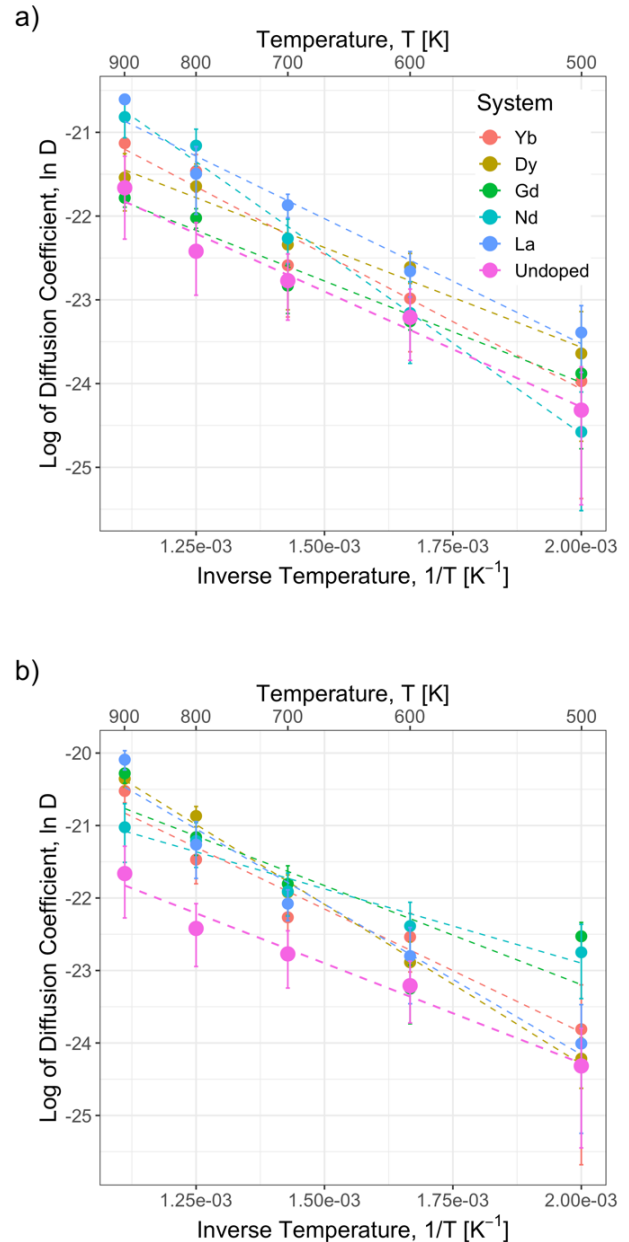 a)
Temperature, T [K]
900 800 700 600 500
System
Yb
Dy
Gd
Nd
La
Undoped
Log of Diffusion Coefficient, ln D
-21
-22
-23
-24
-25
1.25e-03 1.50e-03 1.75e-03 2.00e-03
Inverse Temperature, 1/T [K⁻¹]
b)
Temperature, T [K]
900 800 700 600 500
Log of Diffusion Coefficient, ln D
-20
-21
-22
-23
-24
-25
1.25e-03 1.50e-03 1.75e-03 2.00e-03
Inverse Temperature, 1/T [K⁻¹]